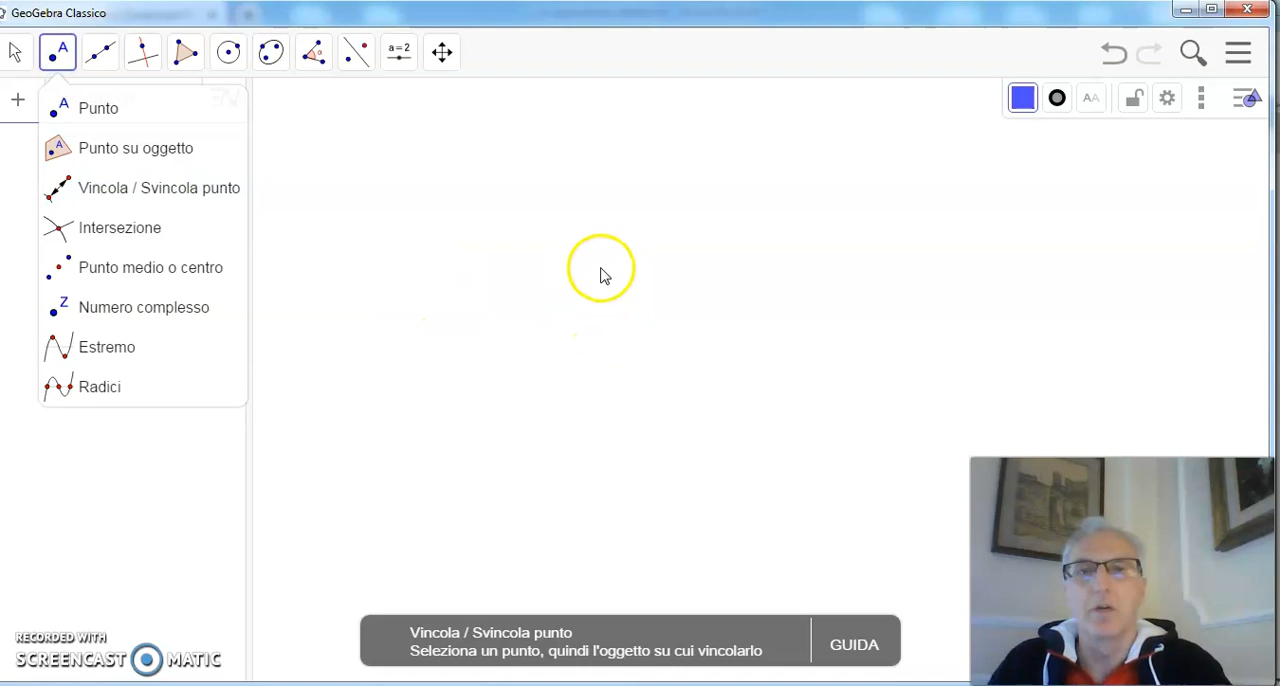 GeoGebra Classico
A
a=2
AA
A Punto
A Punto su oggetto
Vincola / Svincola punto
Intersezione
Punto medio o centro
Z Numero complesso
Estremo
Radici
Vincola / Svincola punto
Seleziona un punto, quindi l'oggetto su cui vincolarlo
GUIDA
RECORDED WITH
SCREENCAST MATIC